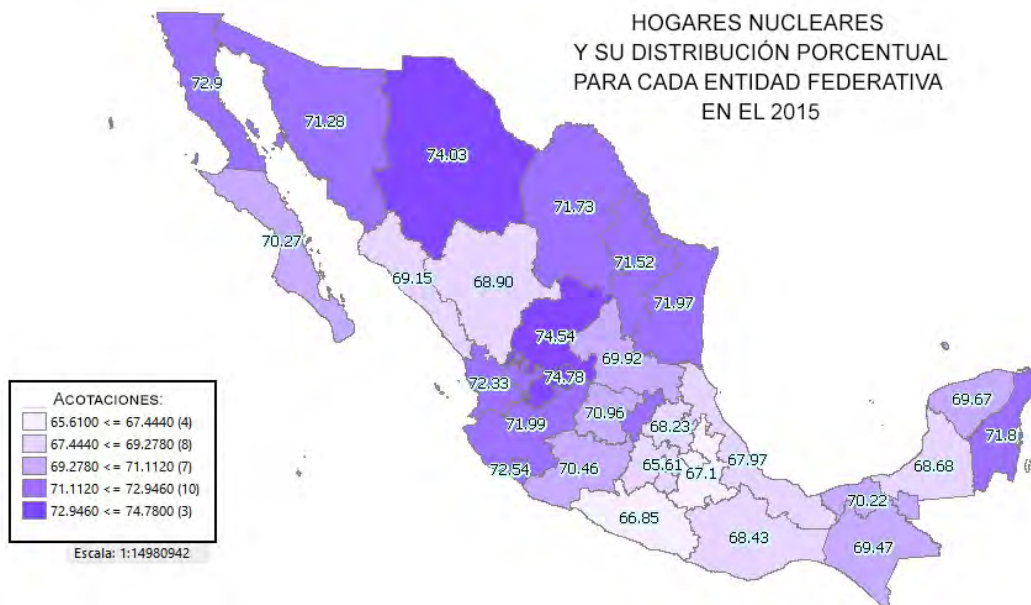 HOGARES NUCLEARES
Y SU DISTRIBUCIÓN PORCENTUAL
PARA CADA ENTIDAD FEDERATIVA
EN EL 2015
72.9
71.28
74.03
71.73
70.27
71.52
69.15
68.90
71.97
74.54
69.92
72.33
74.78
71.99
70.96
68.23
69.67
71.8
72.54
70.46
65.61
67.1
67.97
68.68
66.85
68.43
70.22
69.47
ACOTACIONES:
65.6100 <= 67.4440 (4)
67.4440 <= 69.2780 (8)
69.2780 <= 71.1120 (7)
71.1120 <= 72.9460 (10)
72.9460 <= 74.7800 (3)
Escala: 1:14980942